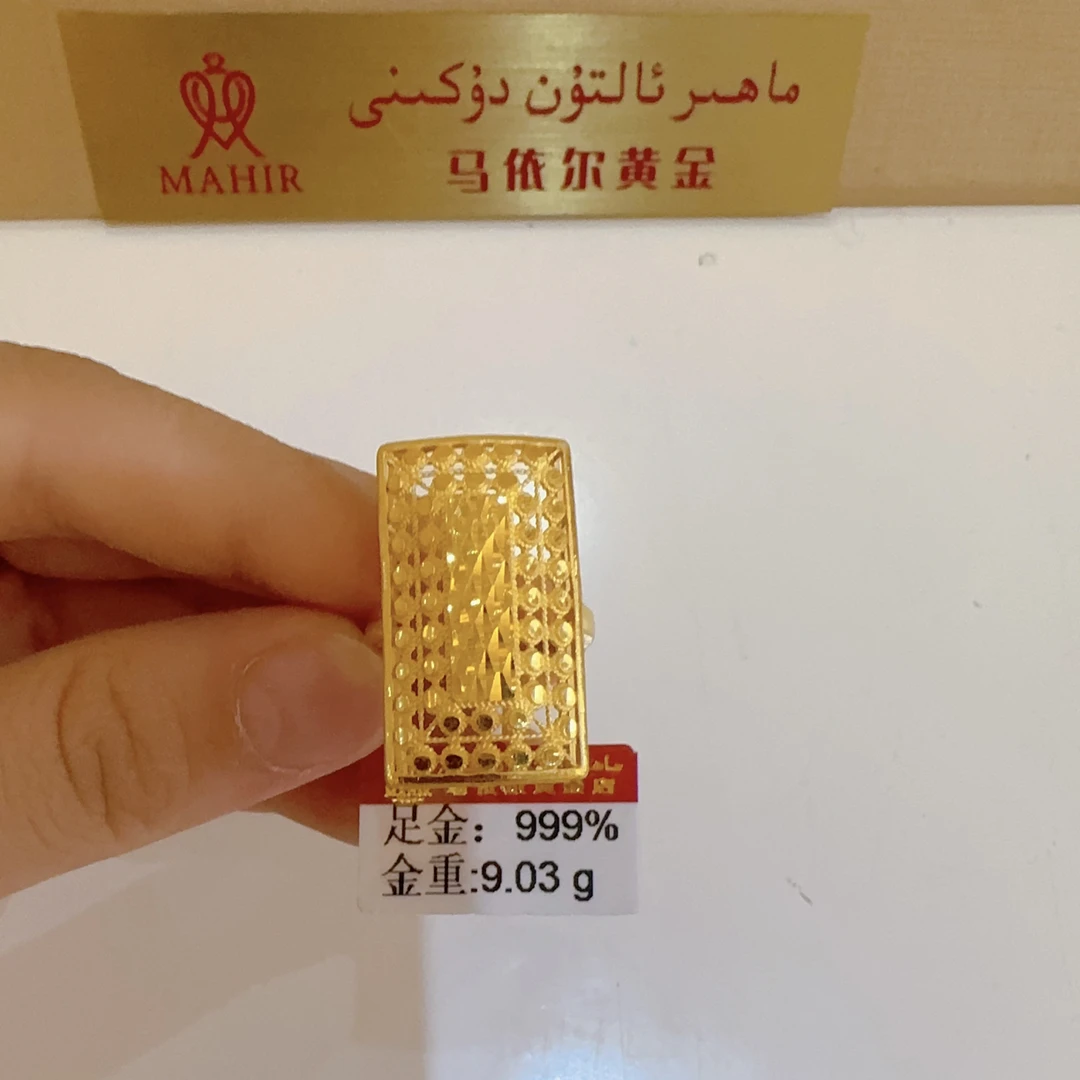 ماھىر ئالتۇن دۇكىنى
MAHIR
马依尔黄金
足金：999%
金重:9.03 g